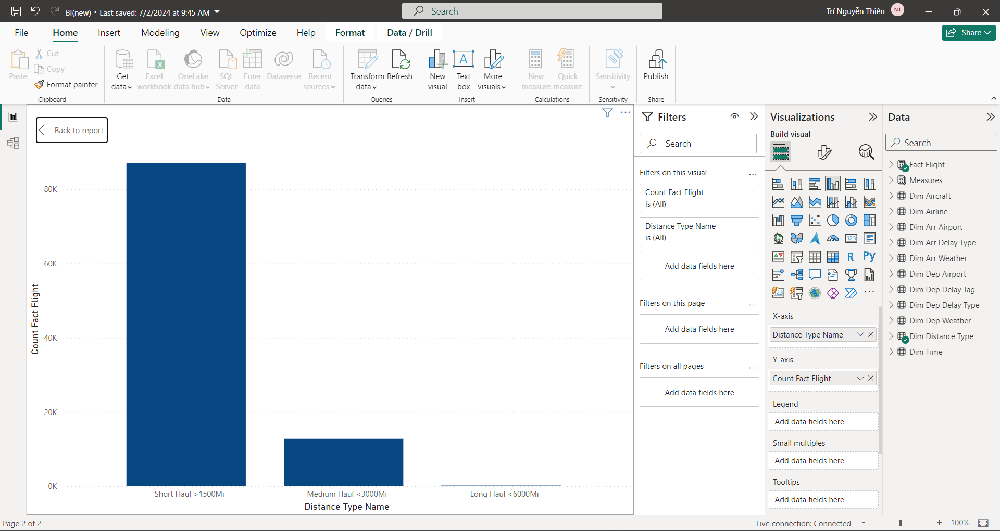 BI(new) • Last saved: 7/2/2024 at 9:45 AM
Search
Trí Nguyễn Thiện
NT
File
Home
Insert
Modeling
View
Optimize
Help
Format
Data / Drill
Share
Paste
Cut
Copy
Format painter
Clipboard
Get data
Excel workbook
OneLake data hub
SQL Server
Enter data
Dataverse
Recent sources
Data
Transform data
Refresh
Queries
New visual
Text box
More visuals
Insert
New measure
Quick measure
Calculations
Sensitivity
Sensitivity
Publish
Share
Back to report
80K
60K
40K
20K
0K
Count Fact Flight
Short Haul >1500Mi
Medium Haul <3000Mi
Long Haul <6000Mi
Distance Type Name
Filters
Search
Filters on this visual
...
Count Fact Flight
is (All)
Distance Type Name
is (All)
Add data fields here
Filters on this page
...
Add data fields here
Filters on all pages
...
Add data fields here
Visualizations
Build visual
123
R
Py
123
...
X-axis
Distance Type Name
Y-axis
Count Fact Flight
Legend
Add data fields here
Small multiples
Add data fields here
Tooltips
Add data fields here
Data
Search
Fact Flight
Measures
Dim Aircraft
Dim Airline
Dim Arr Airport
Dim Arr Delay Type
Dim Arr Weather
Dim Dep Airport
Dim Dep Delay Tag
Dim Dep Delay Type
Dim Dep Weather
Dim Distance Type
Dim Time
Page 2 of 2
Live connection: Connected
- + 100%